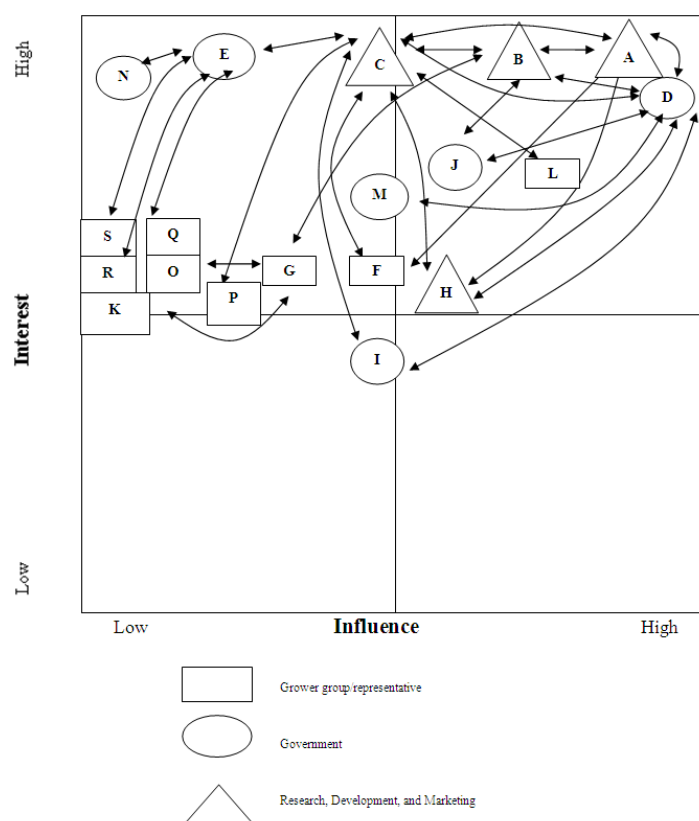 High
E
N
C
B
A
D
J
L
M
S
Q
R
O
G
F
H
P
K
Interest
I
Low
Low
Influence
High
Grower group/representative
Government
Research, Development, and Marketing